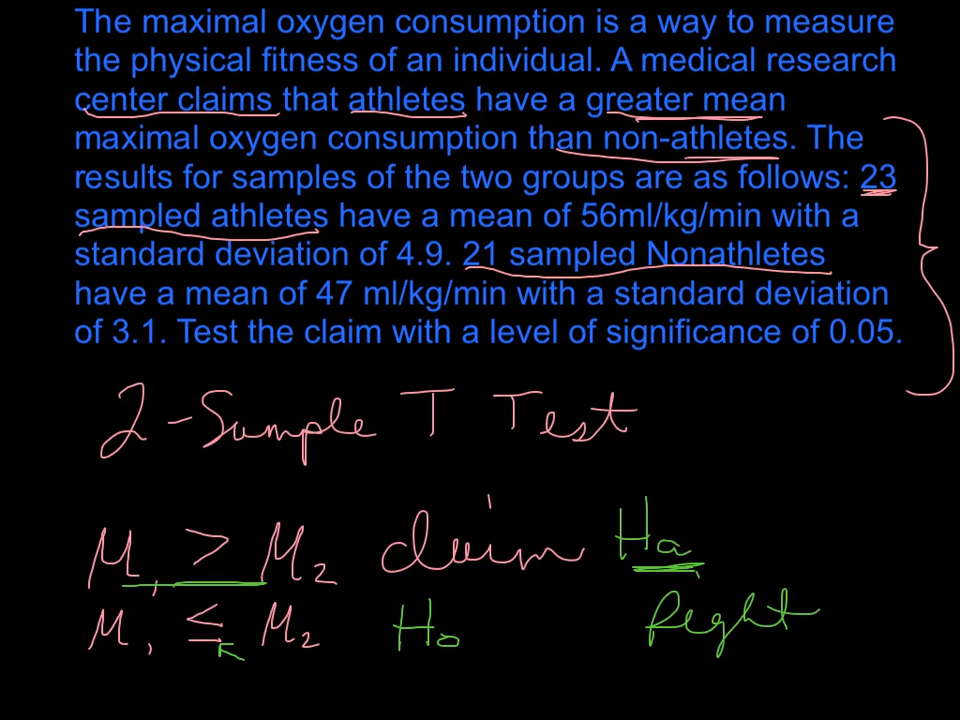 The maximal oxygen consumption is a way to measure
the physical fitness of an individual. A medical research
center claims that athletes have a greater mean
maximal oxygen consumption than non-athletes. The
results for samples of the two groups are as follows: 23
sampled athletes have a mean of 56ml/kg/min with a
standard deviation of 4.9. 21 sampled Nonathletes
have a mean of 47 ml/kg/min with a standard deviation
of 3.1. Test the claim with a level of significance of 0.05.
2-Sample T Test
μ₁ > μ₂ claim Ha
μ₁ ≤ μ₂ Ho Right